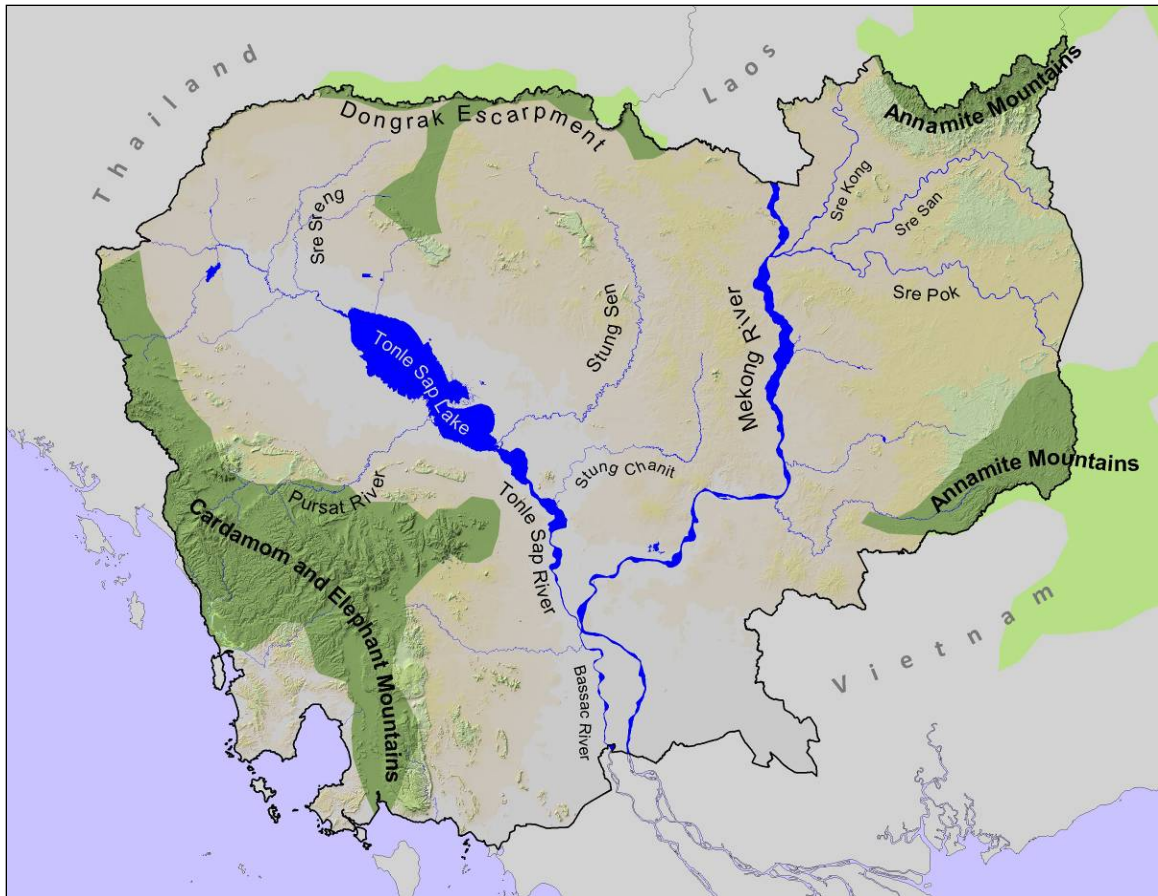 Thailand
Laos
Annamite Mountains
Dongrak Escarpment
Sre Kong
Sre Sreng
Sre San
Sre Pok
Stung Sen
Mekong River
Tonle Sap Lake
Stung Chanit
Annamite Mountains
Pursat River
Tonle Sap River
Cardamom and Elephant Mountains
Vietnam
Bassac River